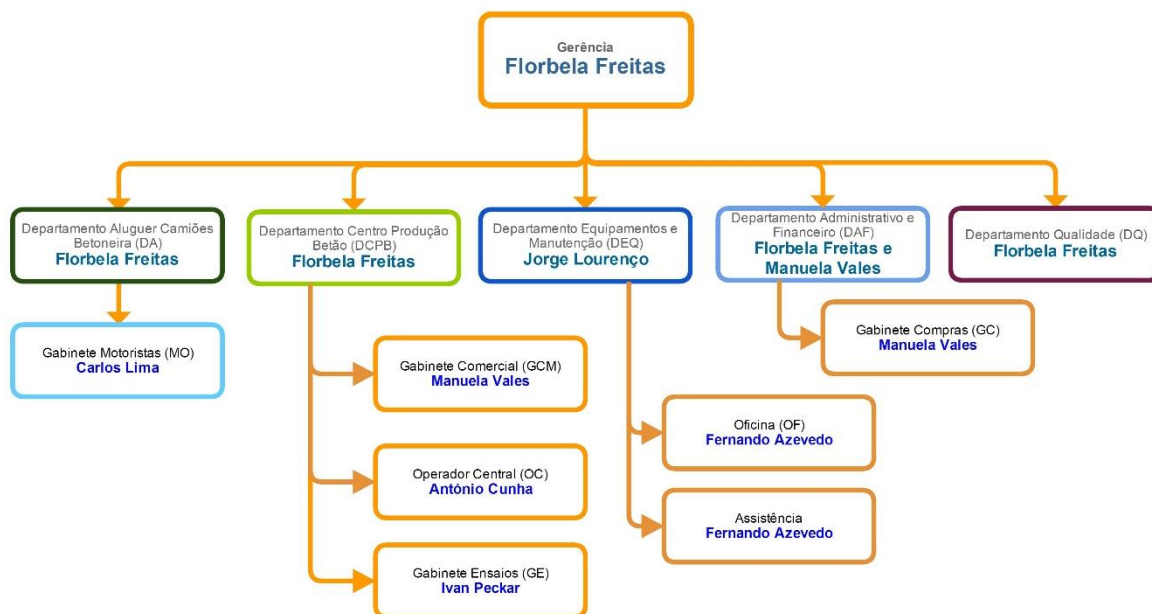 Gerência
Florbela Freitas
Departamento Aluguer Camiões
Betoneira (DA)
Florbela Freitas
Departamento Centro Produção
Betão (DCPB)
Florbela Freitas
Departamento Equipamentos e
Manutenção (DEQ)
Jorge Lourenço
Departamento Administrativo e
Financeiro (DAF)
Florbela Freitas e
Manuela Vales
Departamento Qualidade (DQ)
Florbela Freitas
Gabinete Motoristas (MO)
Carlos Lima
Gabinete Comercial (GCM)
Manuela Vales
Operador Central (OC)
António Cunha
Gabinete Ensaios (GE)
Ivan Peckar
Oficina (OF)
Fernando Azevedo
Assistência
Fernando Azevedo
Gabinete Compras (GC)
Manuela Vales